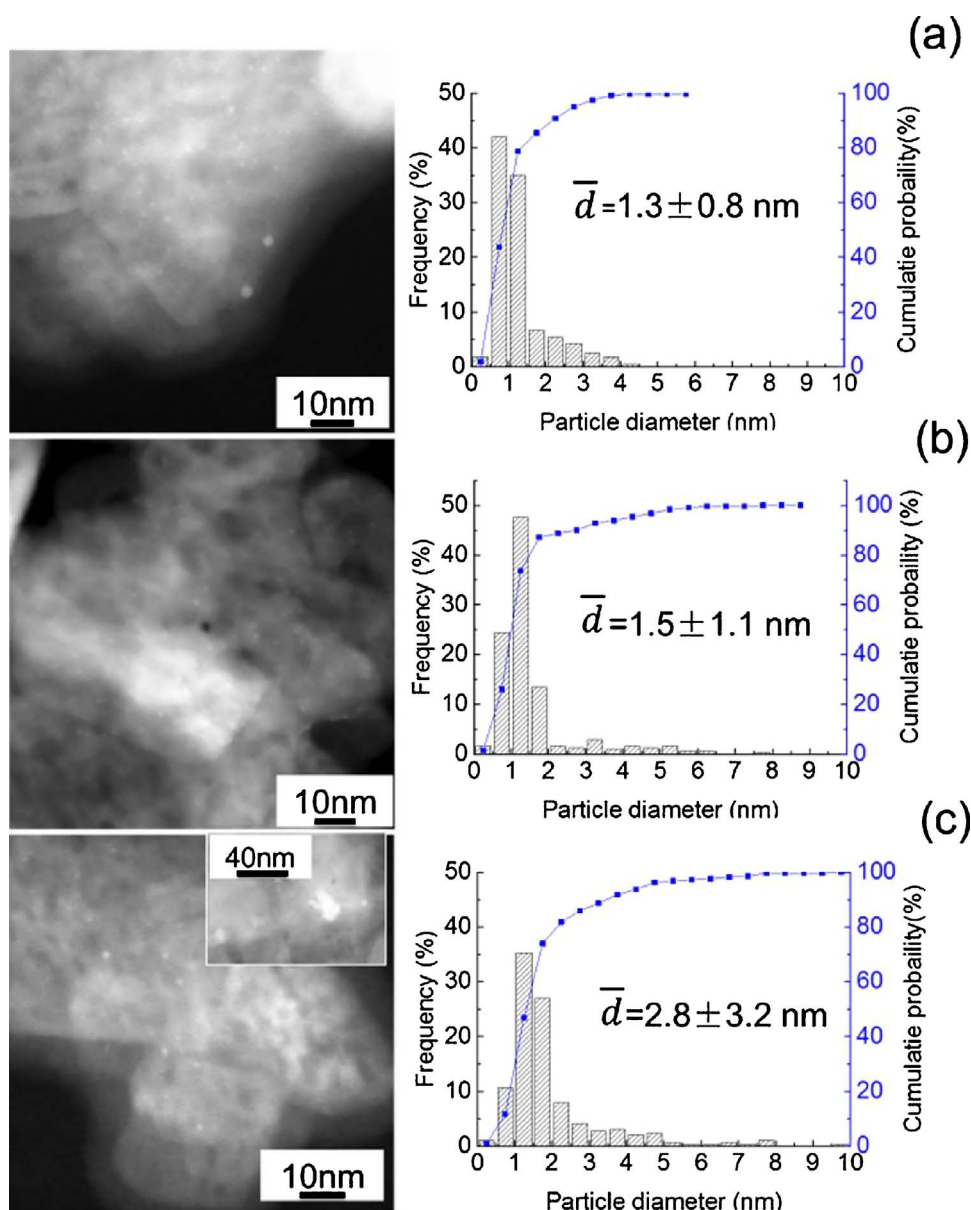 (a)
50
40
30
20
10
0
Frequency (%)
100
80
60
40
20
0
Cumulatie probaility(%)
d̅=1.3±0.8 nm
0 1 2 3 4 5 6 7 8 9 10
Particle diameter (nm)
10nm
(b)
50
40
30
20
10
0
Frequency (%)
100
80
60
40
20
0
Cumulatie probaility (%)
d̅=1.5±1.1 nm
0 1 2 3 4 5 6 7 8 9 10
Particle diameter (nm)
10nm
(c)
40nm
50
40
30
20
10
0
Frequency (%)
100
80
60
40
20
0
Cumulatie probaility(%)
d̅=2.8±3.2 nm
0 1 2 3 4 5 6 7 8 9 10
Particle diameter (nm)
10nm